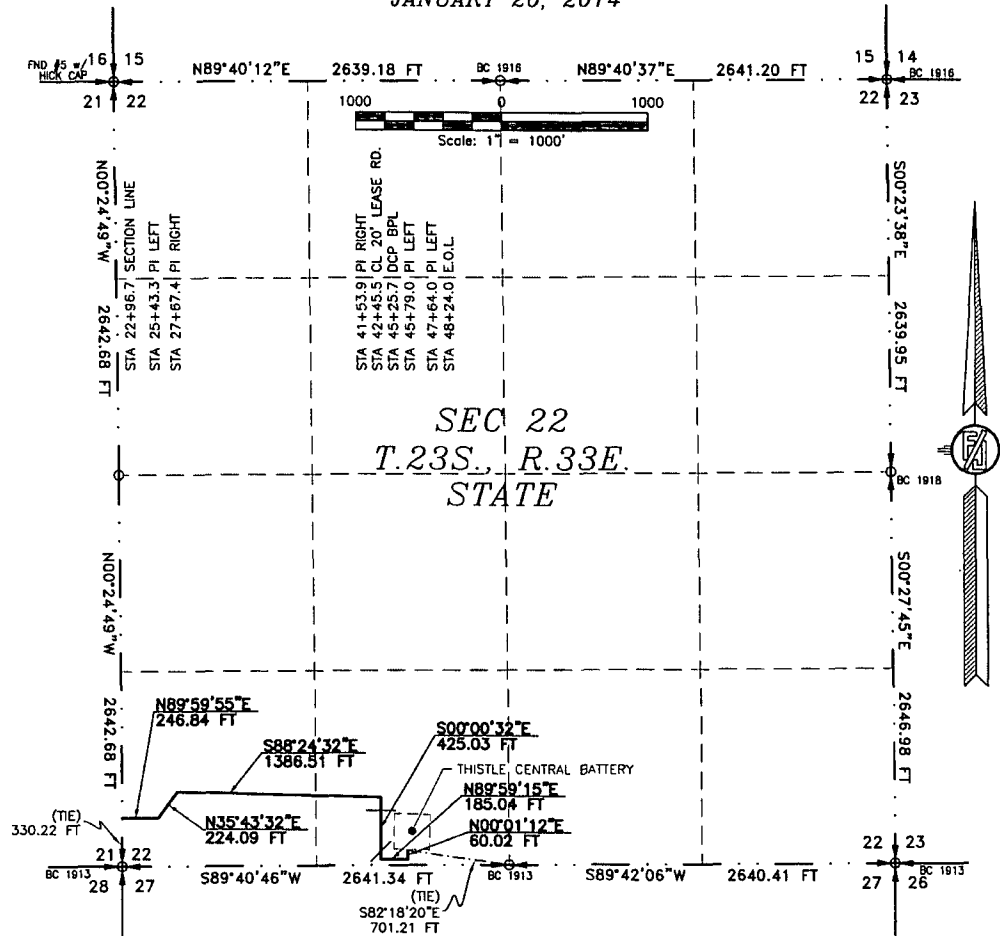 JANUARY 20, 2014
FND #5 w/
HICK CAP
16 15
21 22
N89°40'12"E 2639.18 FT
BC 1916
N89°40'37"E 2641.20 FT
15 14
22 23
BC 1916
1000 0 1000
Scale: 1" = 1000'
N00°24'49"W 2642.68 FT
STA 22+96.7 SECTION LINE
STA 25+43.5 PI LEFT
STA 27+67.4 PI RIGHT
STA 41+53.9 PI RIGHT
STA 42+45.5 CL 20' LEASE RD.
STA 45+25.7 DCP BPL
STA 45+79.0 PI LEFT
STA 47+64.0 PI LEFT
STA 48+24.0 E.O.L.
S00°23'38"E 2639.95 FT
SEC 22
T.23S., R.33E.
STATE
BC 1918
N00°24'49"W 2642.68 FT
S00°27'45"E 2646.98 FT
N89°59'55"E
246.84 FT
S88°24'32"E
1386.51 FT
S00°00'32"E
425.03 FT
THISTLE CENTRAL BATTERY
N89°59'15"E
185.04 FT
N35°43'32"E
224.09 FT
N00°01'12"E
60.02 FT
(TIE)
330.22 FT
21 22
28 27
BC 1913
S89°40'46"W 2641.34 FT
BC 1913
S89°42'06"W 2640.41 FT
22 23
27 26
BC 1913
(TIE)
S82°18'20"E
701.21 FT